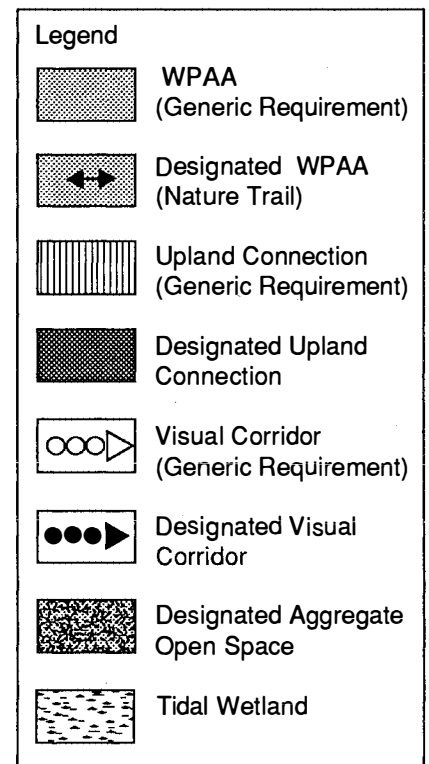 Legend
WPAA
(Generic Requirement)
Designated WPAA
(Nature Trail)
Upland Connection
(Generic Requirement)
Designated Upland
Connection
Visual Corridor
(Generic Requirement)
Designated Visual
Corridor
Designated Aggregate
Open Space
Tidal Wetland